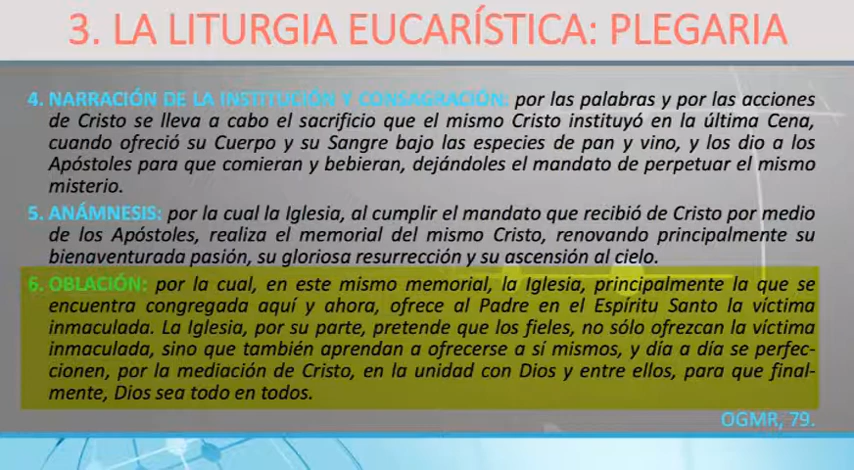 3. LA LITURGIA EUCARÍSTICA: PLEGARIA
4. NARRACIÓN DE LA INSTITUCIÓN Y CONSAGRACIÓN: por las palabras y por las acciones
de Cristo se lleva a cabo el sacrificio que el mismo Cristo instituyó en la última Cena,
cuando ofreció su Cuerpo y su Sangre bajo las especies de pan y vino, y los dio a los
Apóstoles para que comieran y bebieran, dejándoles el mandato de perpetuar el mismo
misterio.
5. ANÁMNESIS: por la cual la Iglesia, al cumplir el mandato que recibió de Cristo por medio
de los Apóstoles, realiza el memorial del mismo Cristo, renovando principalmente su
bienaventurada pasión, su gloriosa resurrección y su ascensión al cielo.
6. OBLACIÓN: por la cual, en este mismo memorial, la Iglesia, principalmente la que se
encuentra congregada aquí y ahora, ofrece al Padre en el Espíritu Santo la víctima
inmaculada. La Iglesia, por su parte, pretende que los fieles, no sólo ofrezcan la víctima
inmaculada, sino que también aprendan a ofrecerse a sí mismos, y día a día se perfec-
cionen, por la mediación de Cristo, en la unidad con Dios y entre ellos, para que final-
mente, Dios sea todo en todos.
OGMR, 79.